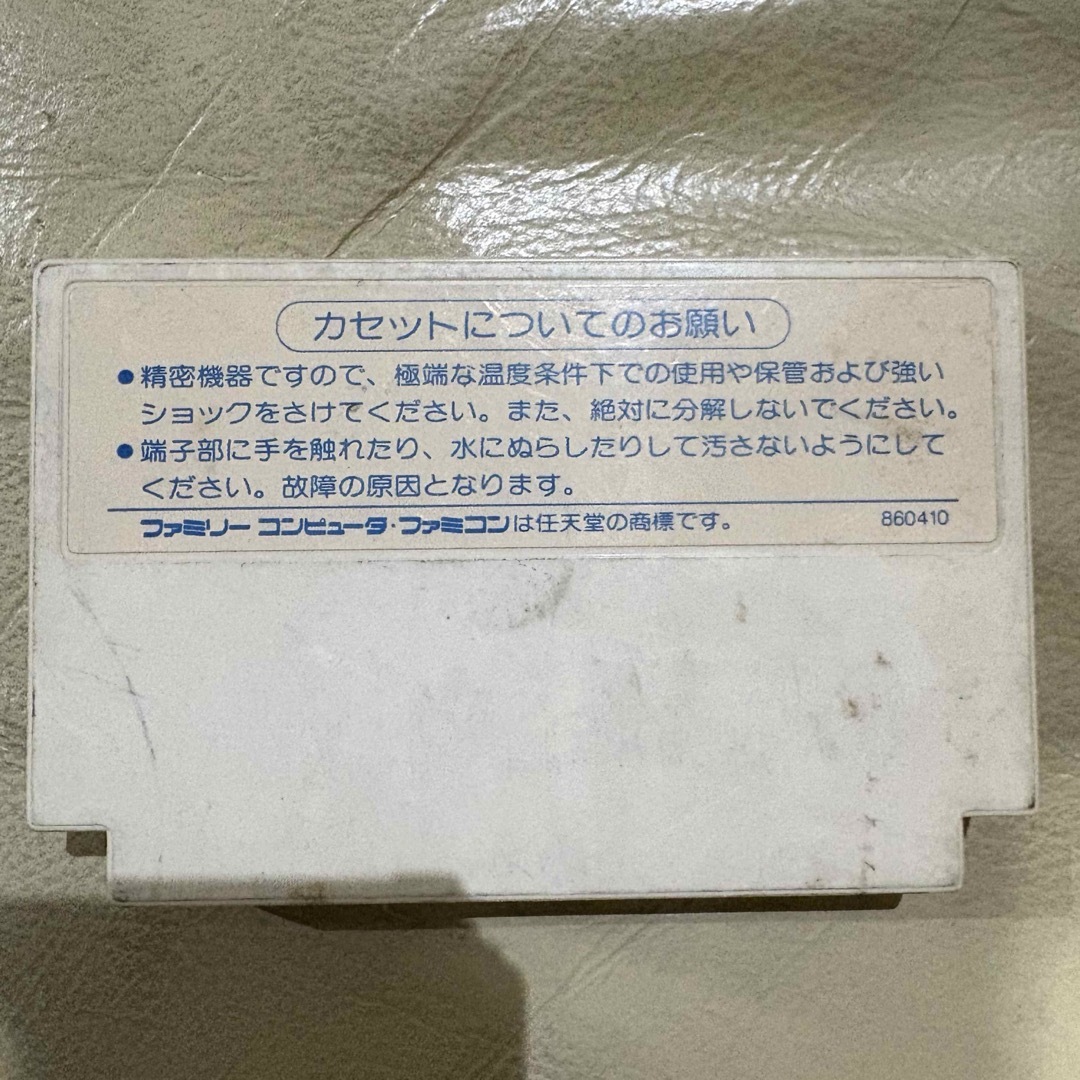 カセットについてのお願い
●精密機器ですので、極端な温度条件下での使用や保管および強い
ショックをさけてください。また、絶対に分解しないでください。
●端子部に手を触れたり、水にぬらしたりして汚さないようにして
ください。故障の原因となります。
ファミリー コンピュータ・ファミコンは任天堂の商標です。 860410